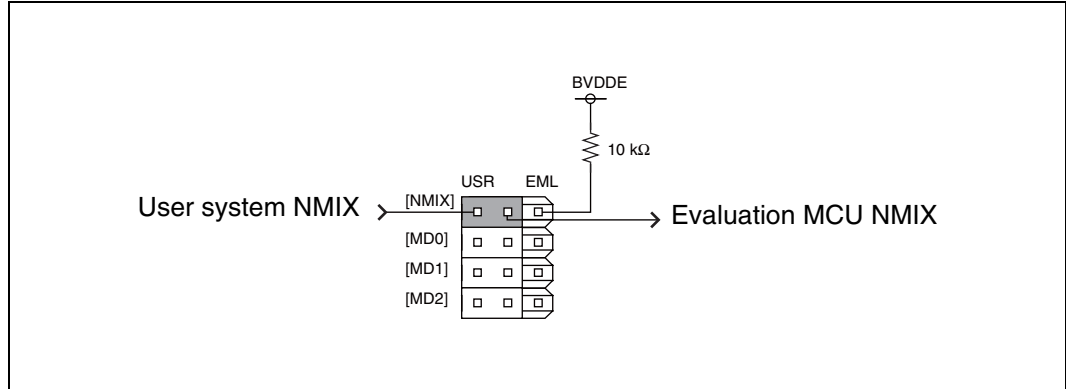 BVDDE
10 kΩ
USR EML
User system NMIX [NMIX] Evaluation MCU NMIX
[MD0]
[MD1]
[MD2]